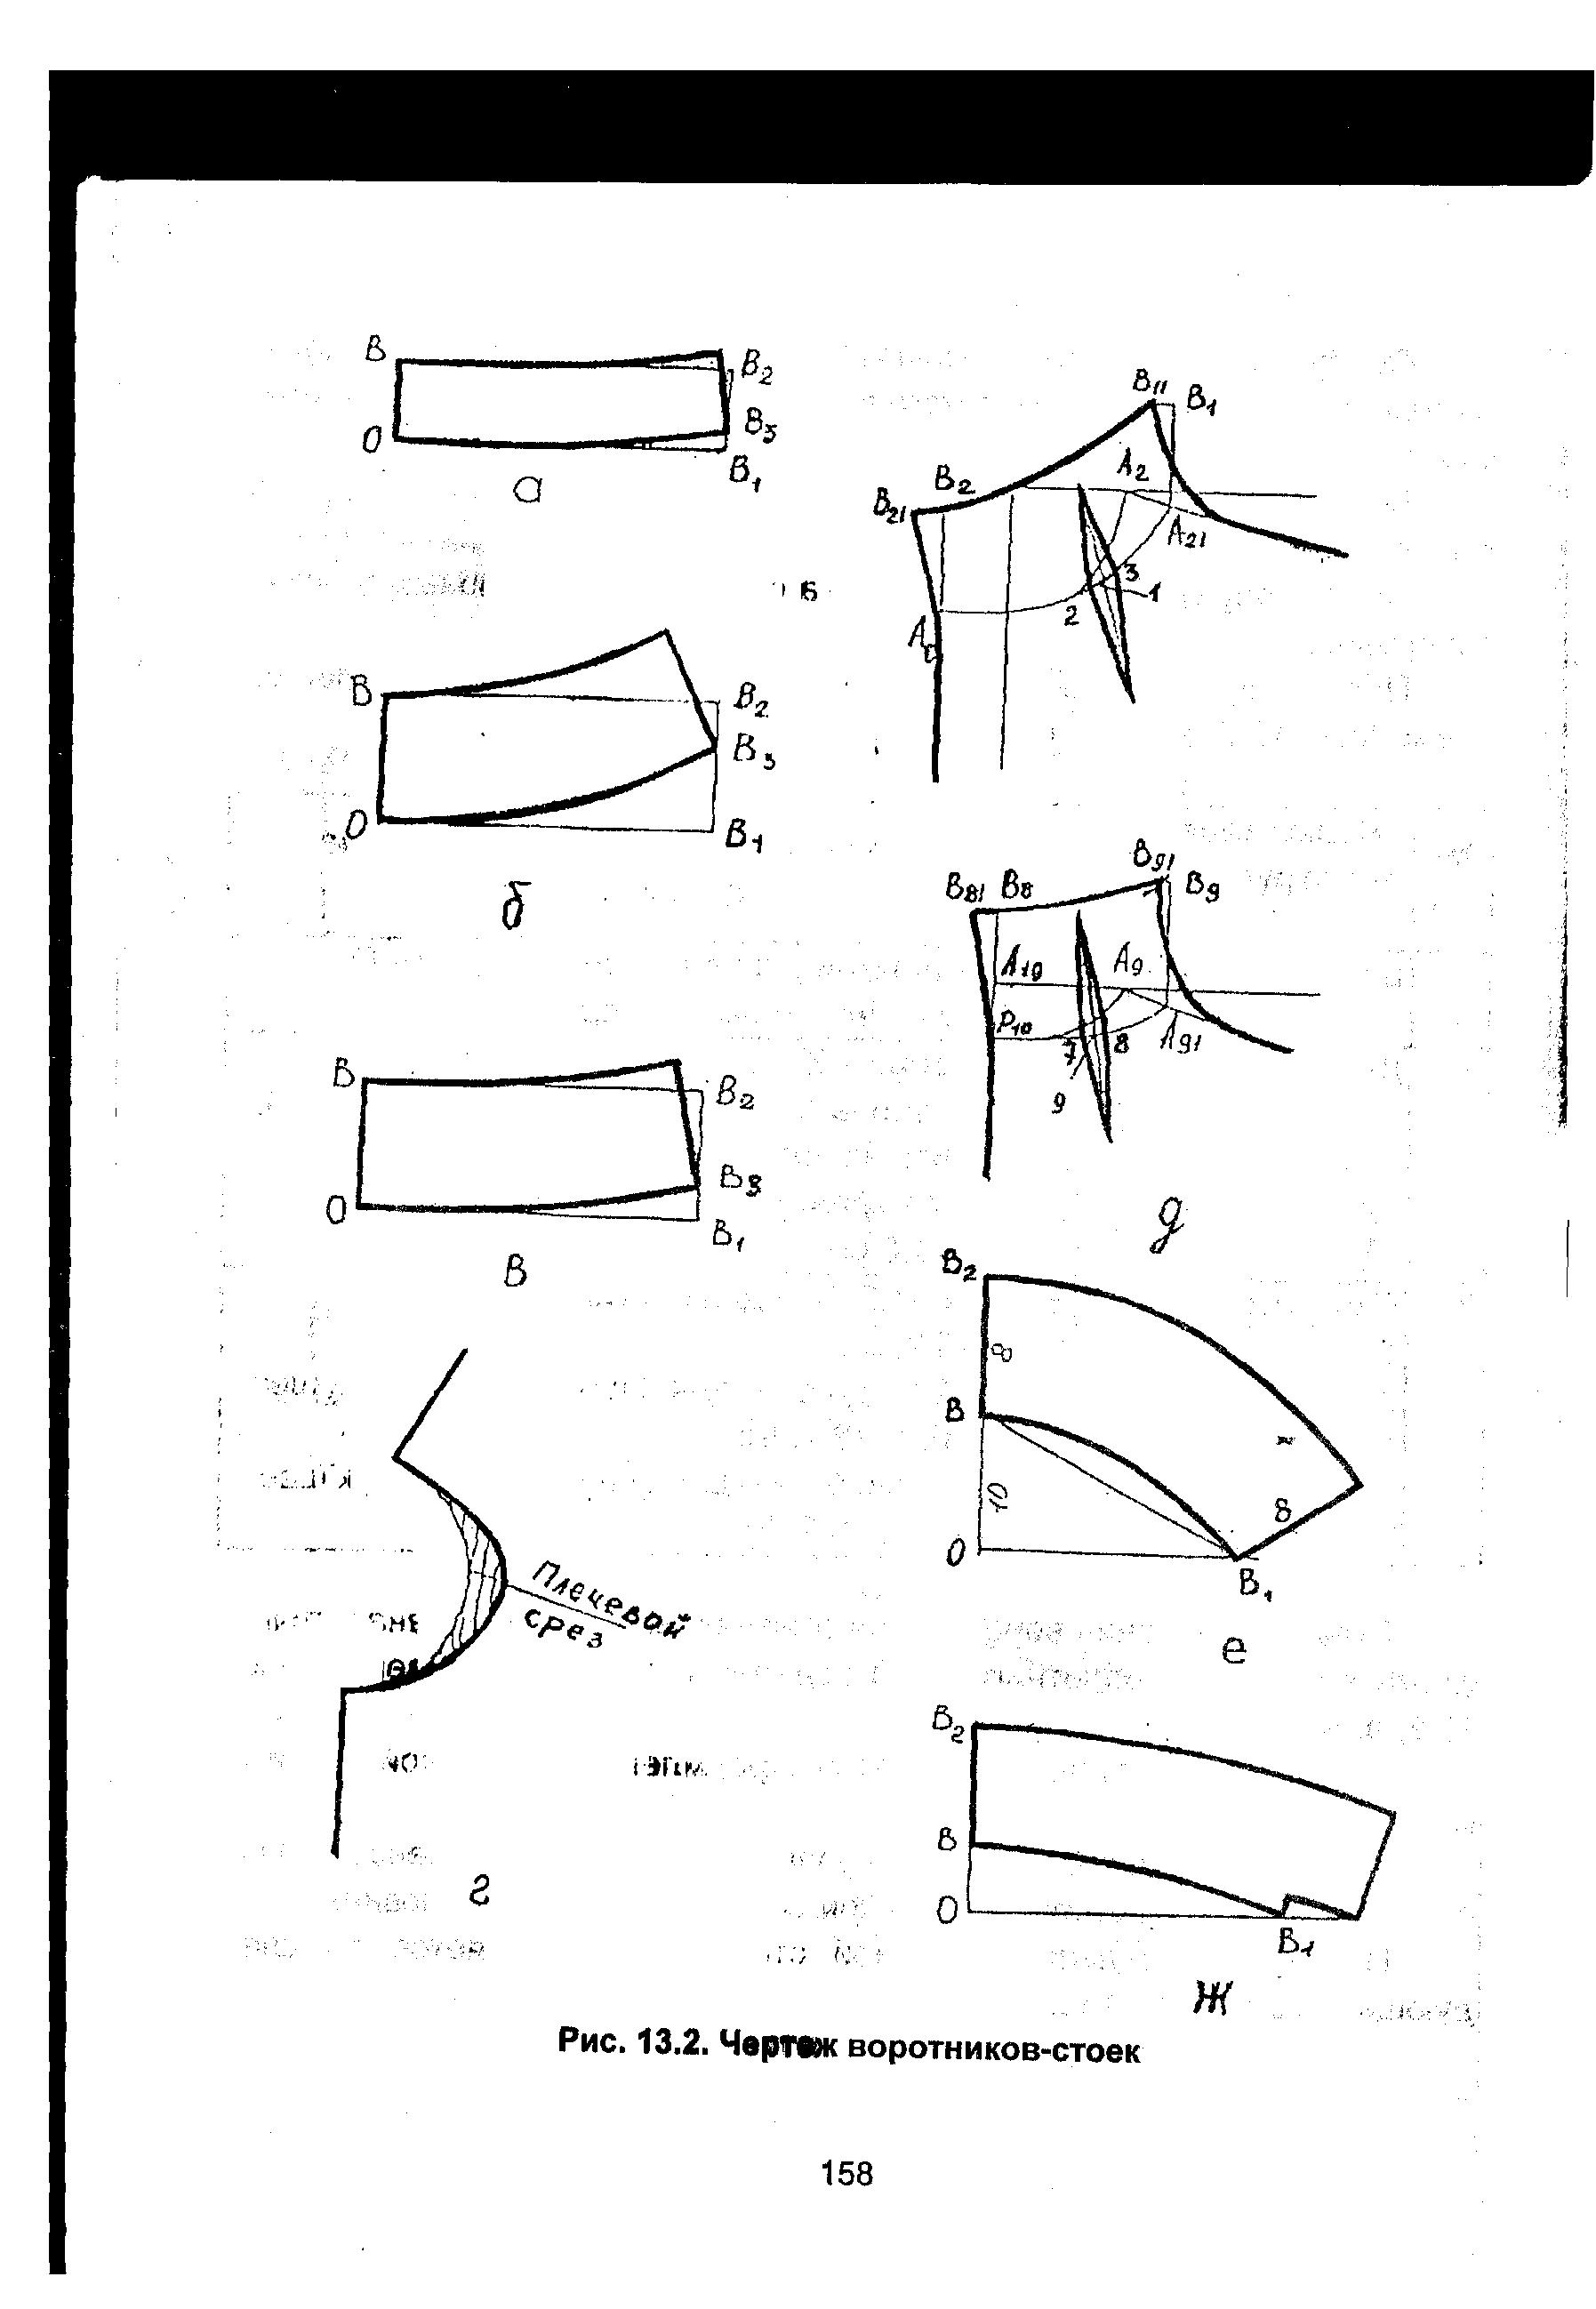 В
В₂
В₃
О
В₁
а
В
В₂
В₃
О
В₁
б
В
В₂
В₃
О
В₁
В
Плечевой
срез
г
В₁₁
В₁
А₂
В₂
В₂₁
А₂₁
3
1
2
В₉₁
В₈₁ В₈
В₉
А₁₉
А₉
Р₁₀
7
8
А₉₁
9
д
В₂
8
В
10
8
О
В₁
е
В₂
В
О
В₁
Ж
Рис. 13.2. Чертеж воротников-стоек
158